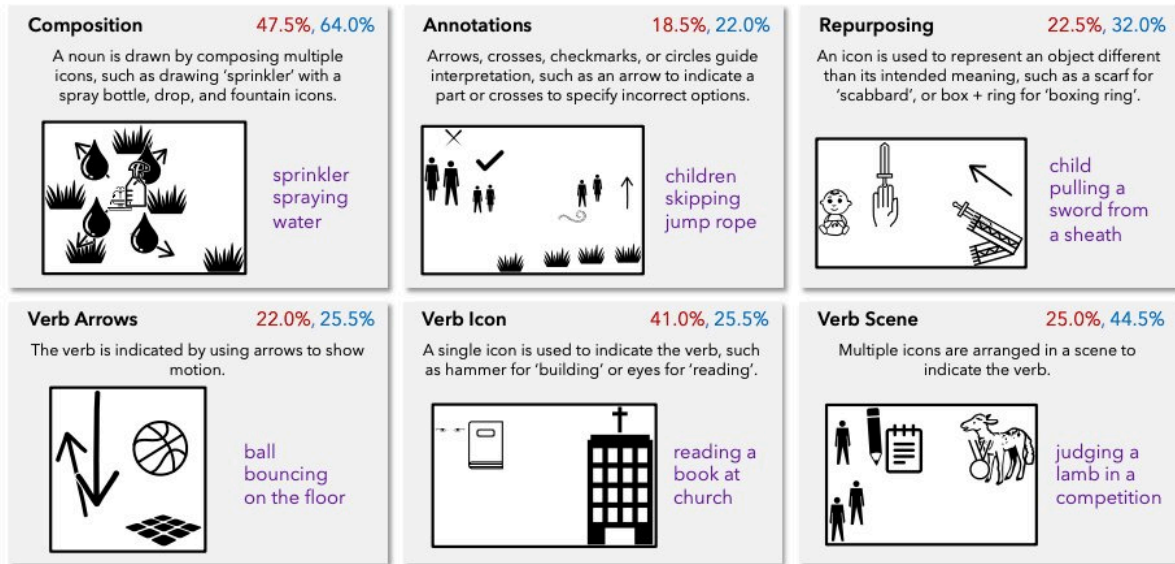 Composition 47.5%, 64.0%
A noun is drawn by composing multiple
icons, such as drawing ‘sprinkler’ with a
spray bottle, drop, and fountain icons.
sprinkler
spraying
water
Annotations 18.5%, 22.0%
Arrows, crosses, checkmarks, or circles guide
interpretation, such as an arrow to indicate a
part or crosses to specify incorrect options.
children
skipping
jump rope
Repurposing 22.5%, 32.0%
An icon is used to represent an object different
than its intended meaning, such as a scarf for
‘scabbard’, or box + ring for ‘boxing ring’.
child
pulling a
sword from
a sheath
Verb Arrows 22.0%, 25.5%
The verb is indicated by using arrows to show
motion.
ball
bouncing
on the floor
Verb Icon 41.0%, 25.5%
A single icon is used to indicate the verb, such
as hammer for ‘building’ or eyes for ‘reading’.
reading a
book at
church
Verb Scene 25.0%, 44.5%
Multiple icons are arranged in a scene to
indicate the verb.
judging a
lamb in a
competition